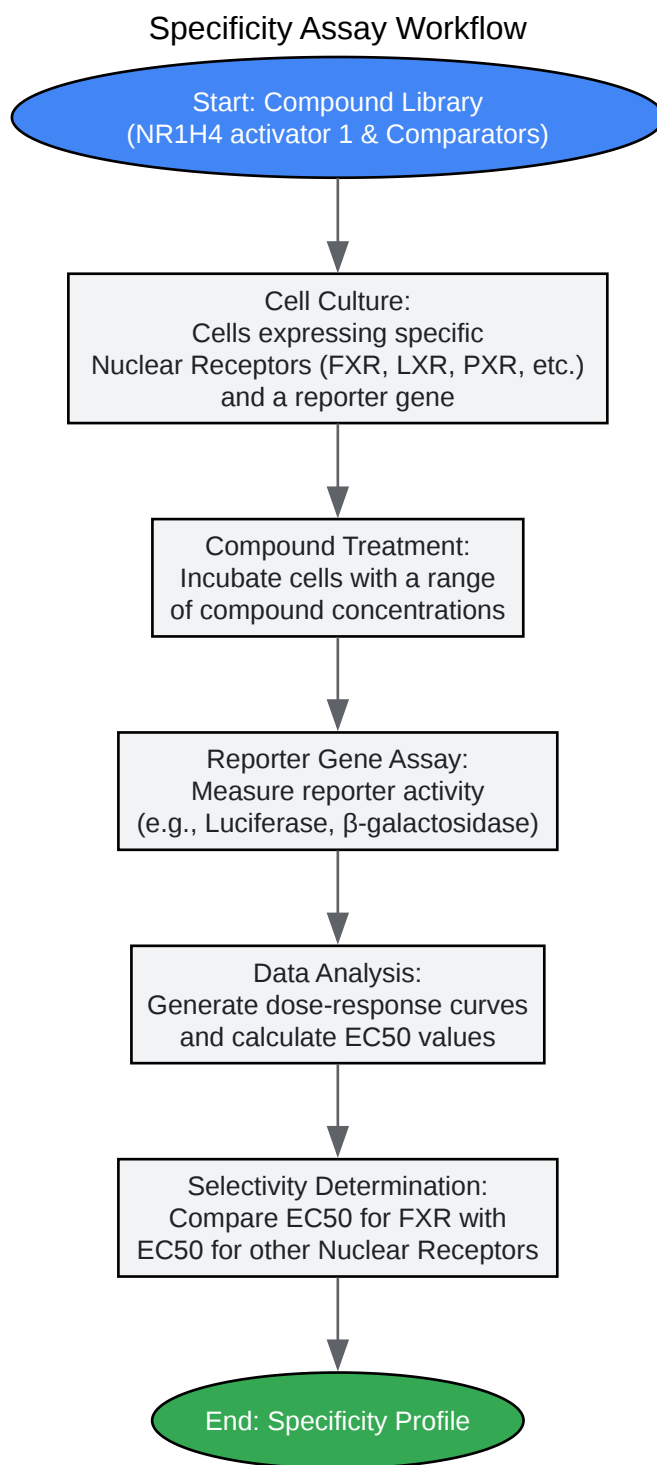 Specificity Assay Workflow
Start: Compound Library
(NR1H4 activator 1 & Comparators)
Cell Culture:
Cells expressing specific
Nuclear Receptors (FXR, LXR, PXR, etc.)
and a reporter gene
Compound Treatment:
Incubate cells with a range
of compound concentrations
Reporter Gene Assay:
Measure reporter activity
(e.g., Luciferase, β-galactosidase)
Data Analysis:
Generate dose-response curves
and calculate EC50 values
Selectivity Determination:
Compare EC50 for FXR with
EC50 for other Nuclear Receptors
End: Specificity Profile